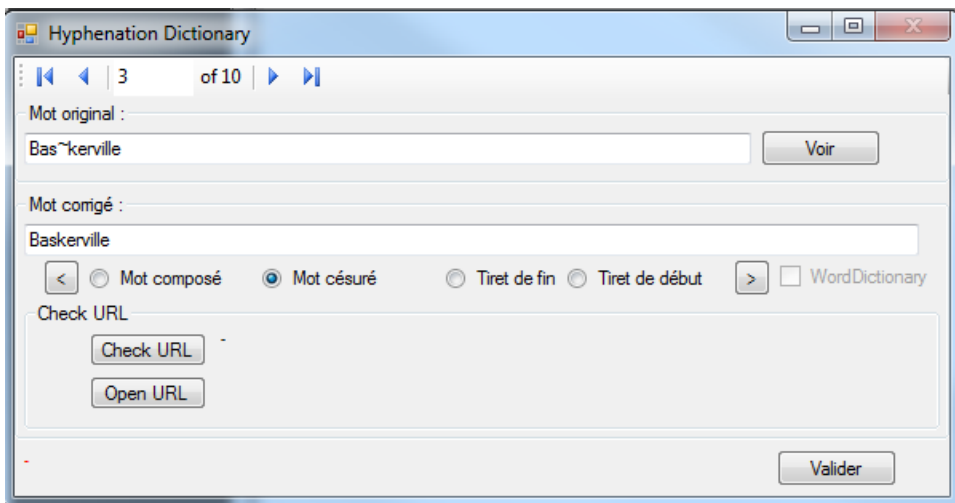 Hyphenation Dictionary
3 of 10
Mot original :
Bas~kerville
Voir
Mot corrigé :
Baskerville
< Mot composé Mot césuré Tiret de fin Tiret de début > WordDictionary
Check URL
Check URL -
Open URL
-
Valider